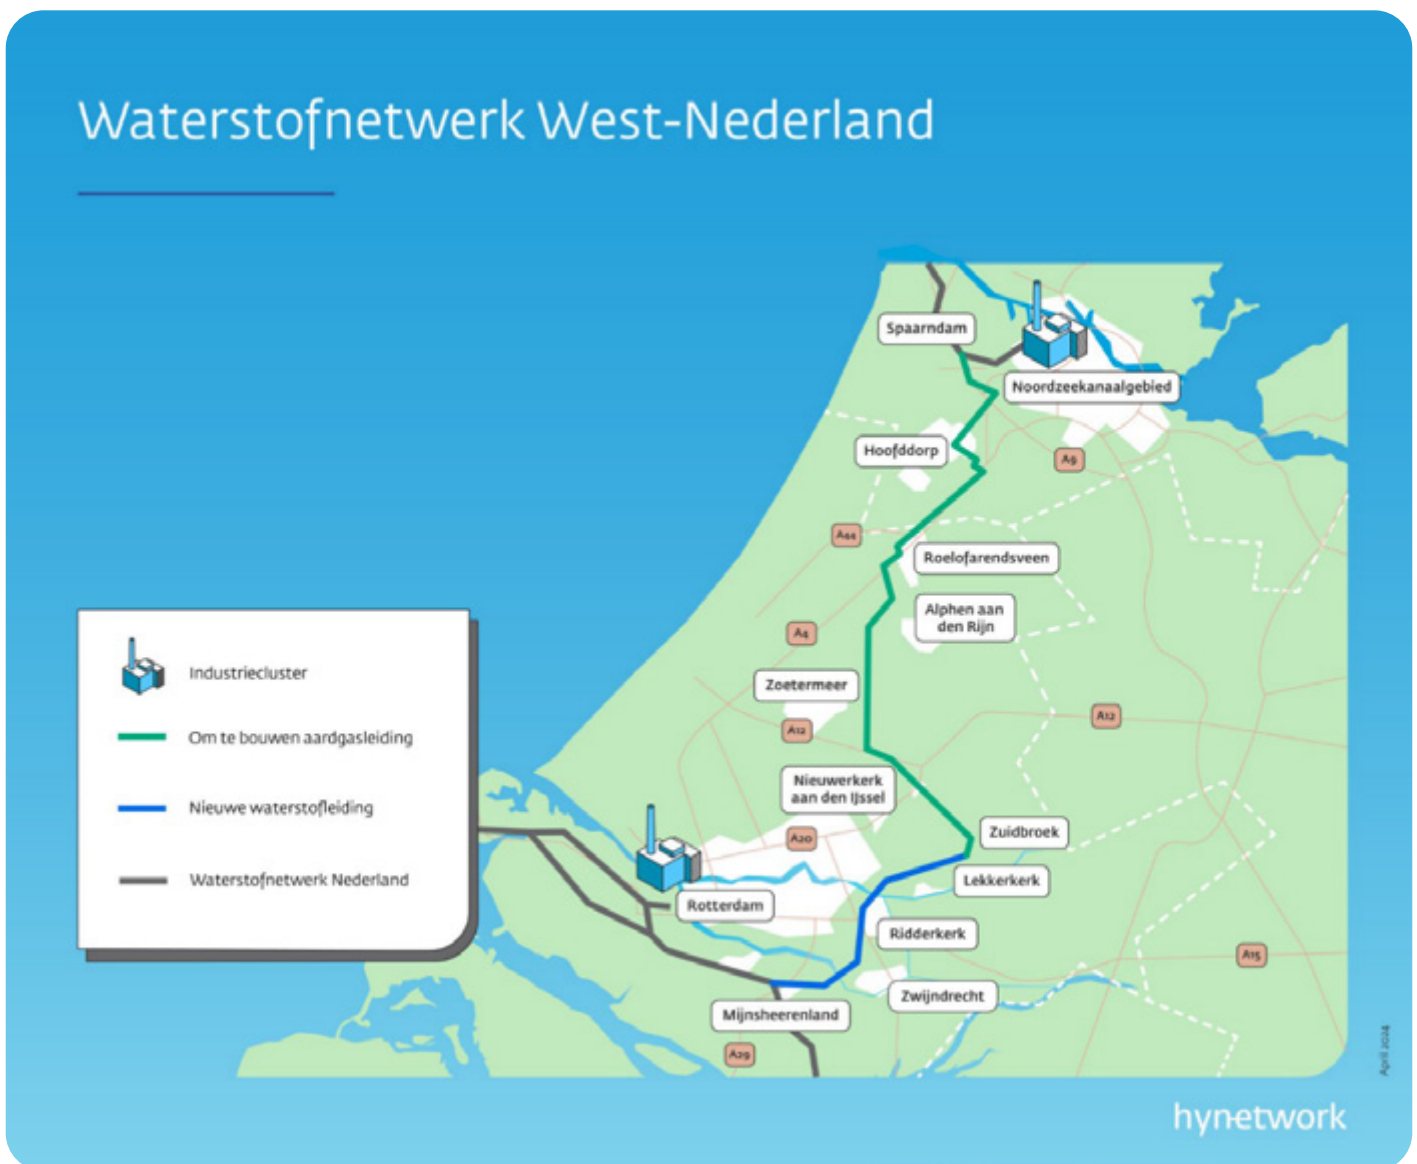 Waterstofnetwerk West-Nederland
Spaarndam
Noordzeekanaalgebied
Hoofddorp
A9
A44
Roelofarendsveen
Alphen aan
den Rijn
A4
Zoetermeer
A12
A12
Nieuwerkerk
aan den IJssel
A20
Zuidbroek
Lekkerkerk
Rotterdam
Ridderkerk
A15
Zwijndrecht
Mijnsheerenland
A29
Industriecluster
Om te bouwen aardgasleiding
Nieuwe waterstofleiding
Waterstofnetwerk Nederland
April 2024
hynetwork